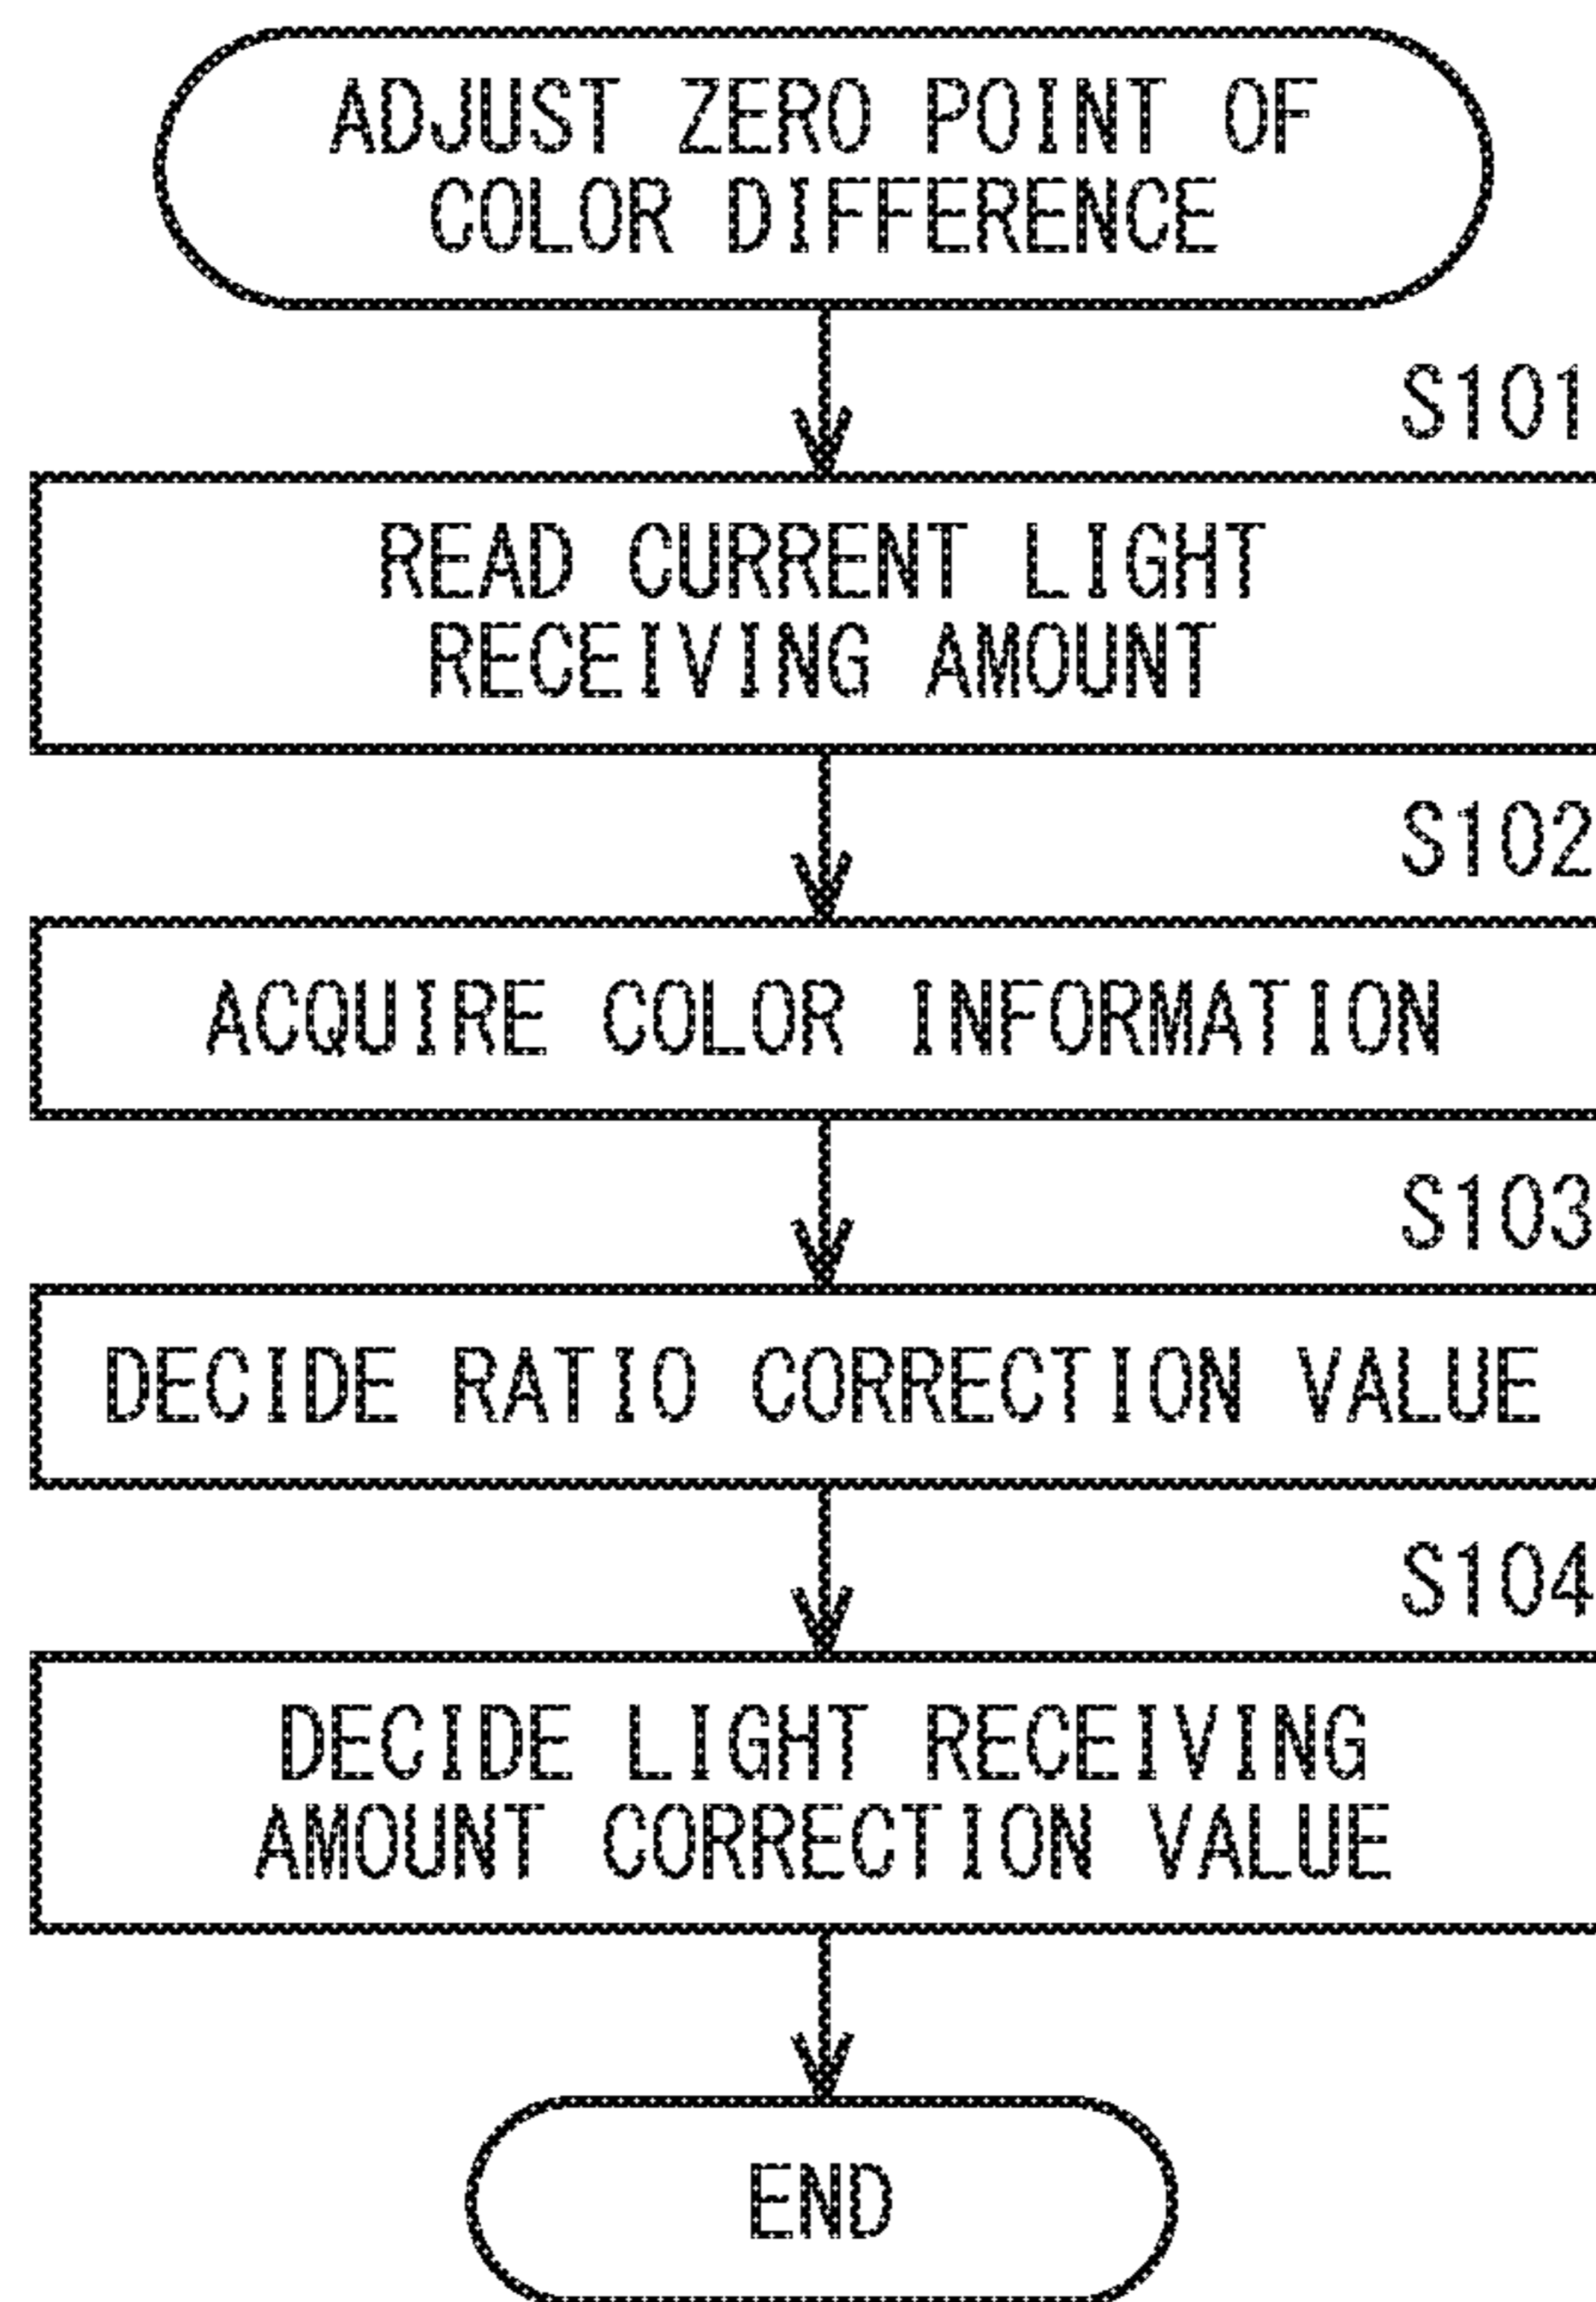 ADJUST ZERO POINT OF
COLOR DIFFERENCE
S101
READ CURRENT LIGHT
RECEIVING AMOUNT
S102
ACQUIRE COLOR INFORMATION
S103
DECIDE RATIO CORRECTION VALUE
S104
DECIDE LIGHT RECEIVING
AMOUNT CORRECTION VALUE
END